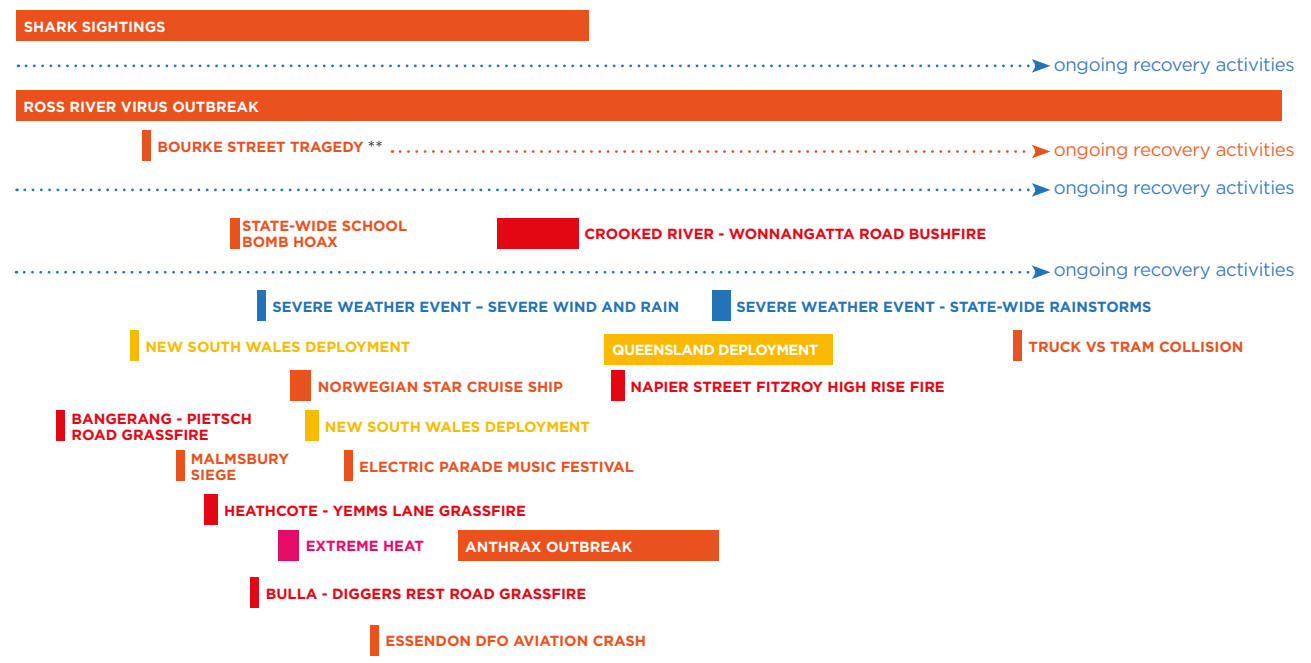 SHARK SIGHTINGS
ongoing recovery activities
ROSS RIVER VIRUS OUTBREAK
BOURKE STREET TRAGEDY **
ongoing recovery activities
ongoing recovery activities
STATE-WIDE SCHOOL
BOMB HOAX
CROOKED RIVER - WONNANGATTA ROAD BUSHFIRE
ongoing recovery activities
SEVERE WEATHER EVENT – SEVERE WIND AND RAIN
SEVERE WEATHER EVENT - STATE-WIDE RAINSTORMS
NEW SOUTH WALES DEPLOYMENT
QUEENSLAND DEPLOYMENT
TRUCK VS TRAM COLLISION
NORWEGIAN STAR CRUISE SHIP
NAPIER STREET FITZROY HIGH RISE FIRE
BANGERANG - PIETSCH
ROAD GRASSFIRE
NEW SOUTH WALES DEPLOYMENT
MALMSBURY
SIEGE
ELECTRIC PARADE MUSIC FESTIVAL
HEATHCOTE - YEMMS LANE GRASSFIRE
EXTREME HEAT
ANTHRAX OUTBREAK
BULLA - DIGGERS REST ROAD GRASSFIRE
ESSENDON DFO AVIATION CRASH